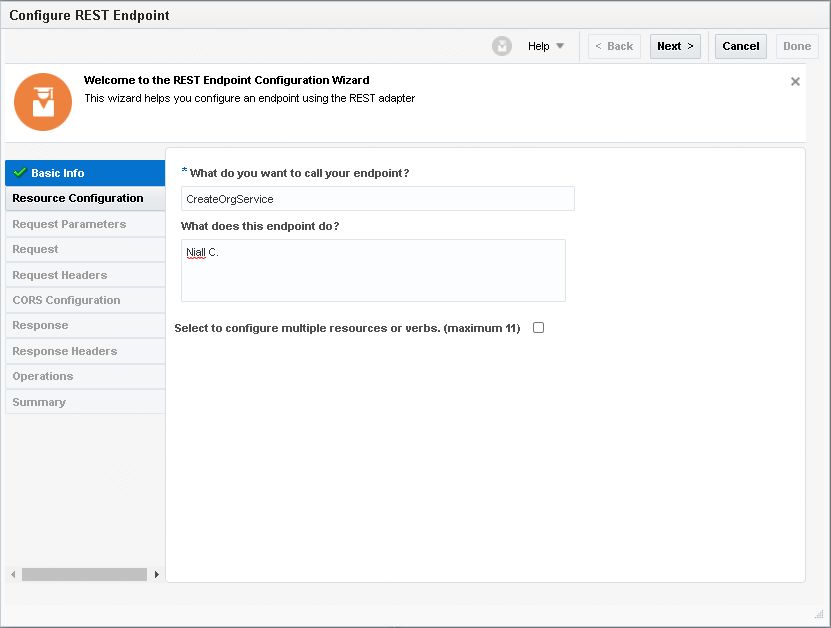 Configure REST Endpoint
Help
< Back
Next >
Cancel
Done
Welcome to the REST Endpoint Configuration Wizard
This wizard helps you configure an endpoint using the REST adapter
Basic Info
Resource Configuration
Request Parameters
Request
Request Headers
CORS Configuration
Response
Response Headers
Operations
Summary
* What do you want to call your endpoint?
CreateOrgService
What does this endpoint do?
Niall C.
Select to configure multiple resources or verbs. (maximum 11)